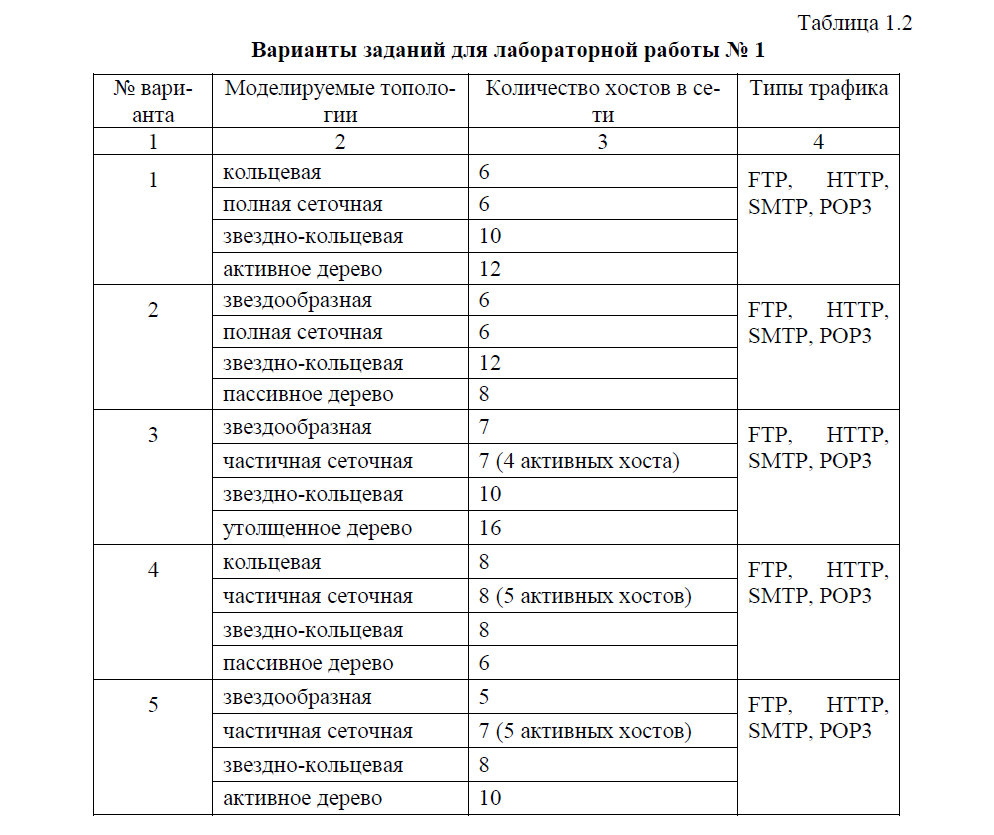 Таблица 1.2
Варианты заданий для лабораторной работы № 1
№ вари-
анта
Моделируемые тополо-
гии
Количество хостов в се-
ти
Типы трафика
1
2
3
4
1
кольцевая
6
FTP, HTTP,
SMTP, POP3
полная сеточная
6
звездно-кольцевая
10
активное дерево
12
2
звездообразная
6
FTP, HTTP,
SMTP, POP3
полная сеточная
6
звездно-кольцевая
12
пассивное дерево
8
3
звездообразная
7
FTP, HTTP,
SMTP, POP3
частичная сеточная
7 (4 активных хоста)
звездно-кольцевая
10
утолщенное дерево
16
4
кольцевая
8
FTP, HTTP,
SMTP, POP3
частичная сеточная
8 (5 активных хостов)
звездно-кольцевая
8
пассивное дерево
6
5
звездообразная
5
FTP, HTTP,
SMTP, POP3
частичная сеточная
7 (5 активных хостов)
звездно-кольцевая
8
активное дерево
10